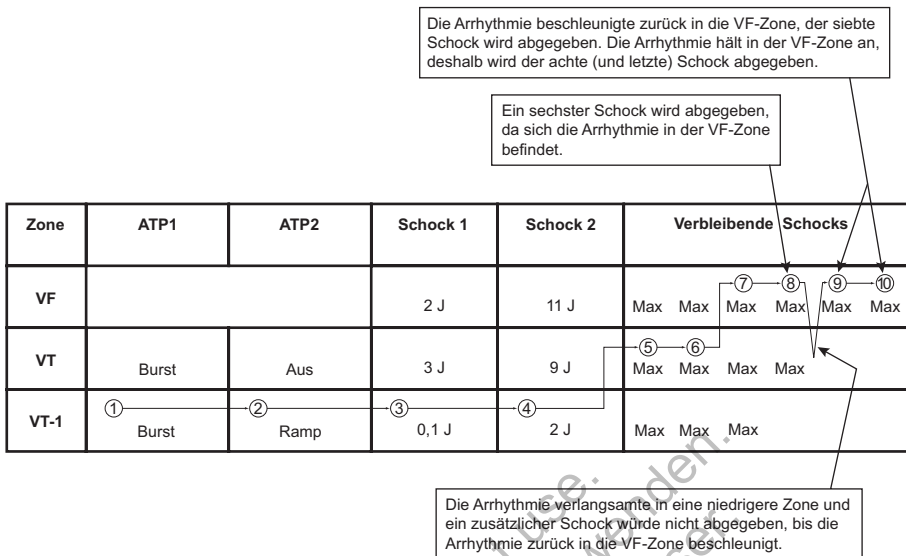 Die Arrhythmie beschleunigte zurück in die VF-Zone, der siebte
Schock wird abgegeben. Die Arrhythmie hält in der VF-Zone an,
deshalb wird der achte (und letzte) Schock abgegeben.
Ein sechster Schock wird abgegeben,
da sich die Arrhythmie in der VF-Zone
befindet.
Zone ATP1 ATP2 Schock 1 Schock 2 Verbleibende Schocks
7 8 9 10
VF 2 J 11 J Max Max Max Max Max Max
5 6
VT Burst Aus 3 J 9 J Max Max Max Max
1 2 3 4
VT-1 Burst Ramp 0,1 J 2 J Max Max Max
Die Arrhythmie verlangsamte in eine niedrigere Zone und
ein zusätzlicher Schock würde nicht abgegeben, bis die
Arrhythmie zurück in die VF-Zone beschleunigt.